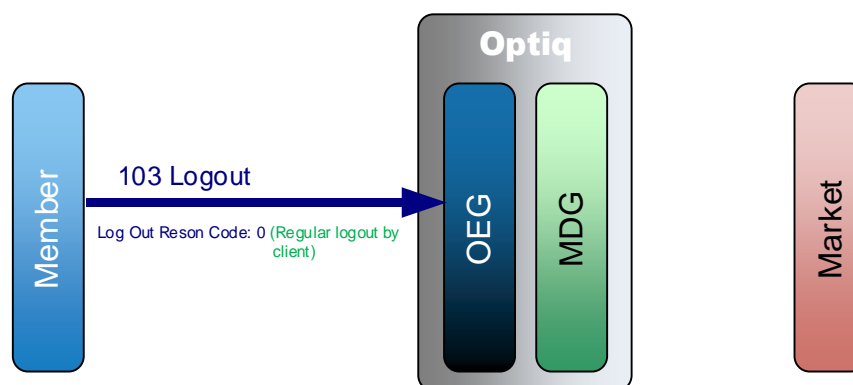 Optiq
Member
103 Logout
Log Out Reson Code: 0 (Regular logout by
client)
OEG
MDG
Market